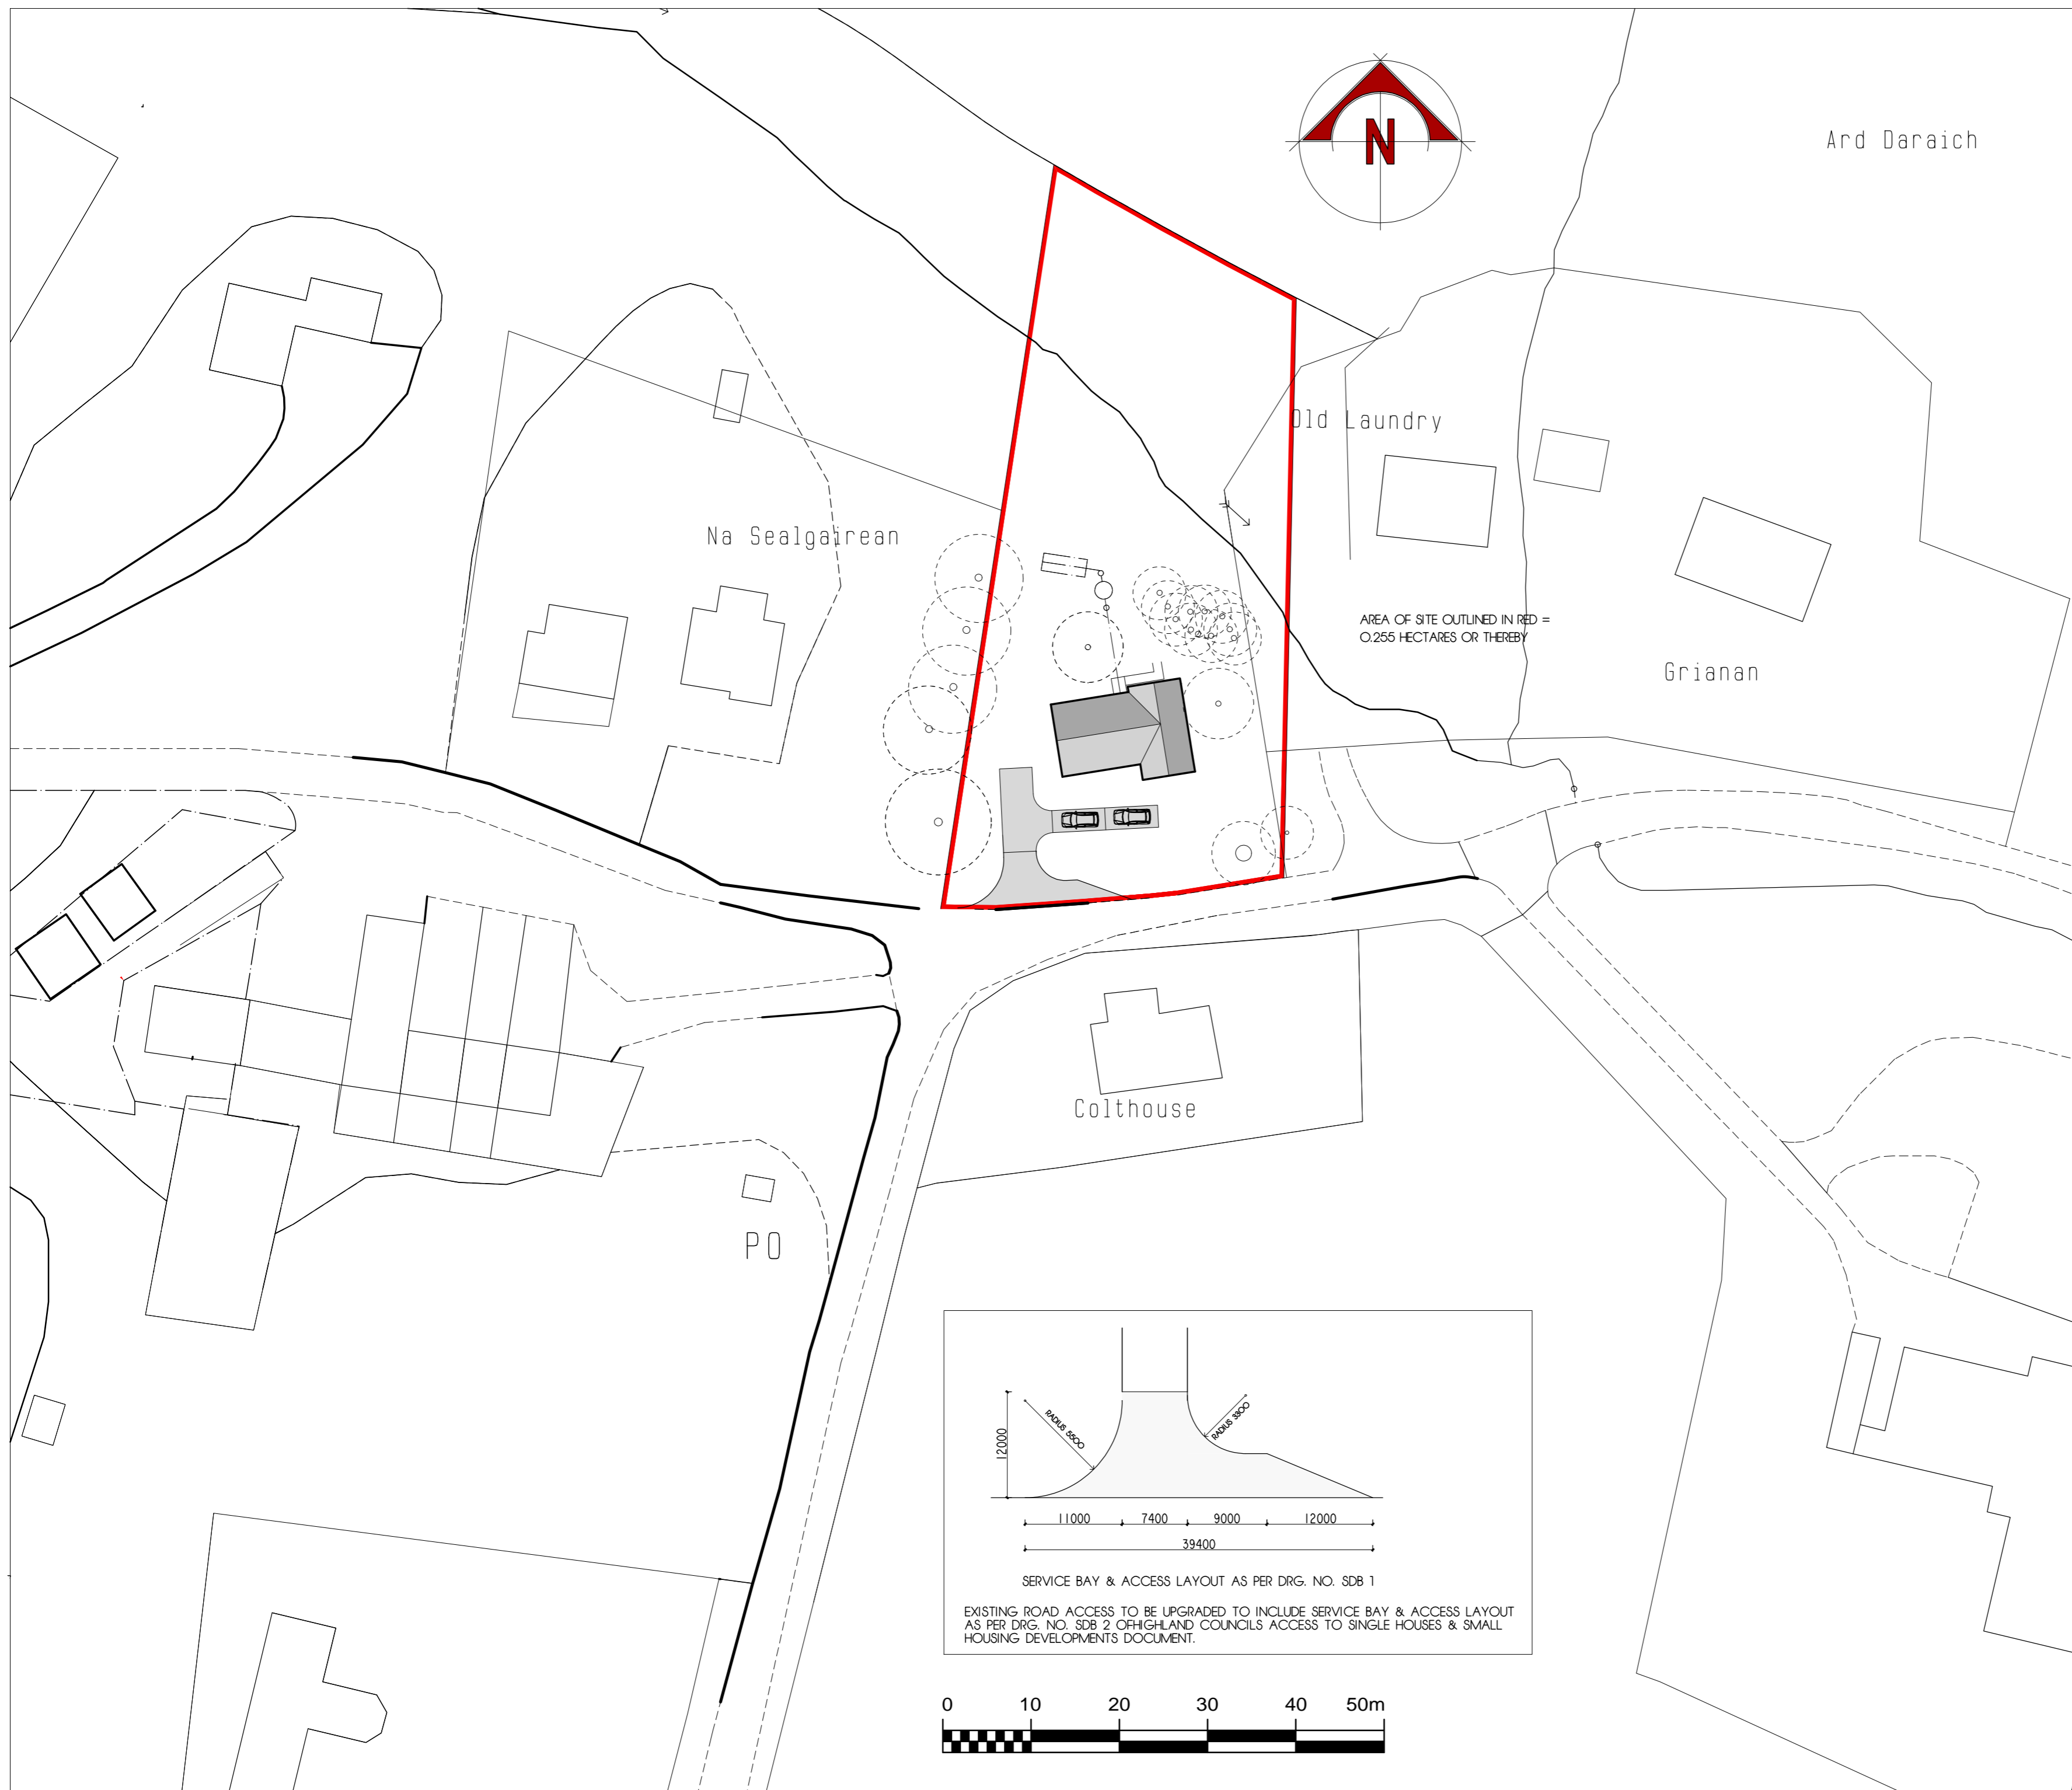 N
Ard Daraich
Old Laundry
Na Sealgairean
AREA OF SITE OUTLINED IN RED =
0.255 HECTARES OR THEREBY
Grianan
Colthouse
PO
RADIUS 5500
RADIUS 3300
12000
11000 7400 9000 12000
39400
SERVICE BAY & ACCESS LAYOUT AS PER DRG. NO. SDB 1
EXISTING ROAD ACCESS TO BE UPGRADED TO INCLUDE SERVICE BAY & ACCESS LAYOUT
AS PER DRG. NO. SDB 2 OFHIGHLAND COUNCILS ACCESS TO SINGLE HOUSES & SMALL
HOUSING DEVELOPMENTS DOCUMENT.
0 10 20 30 40 50m